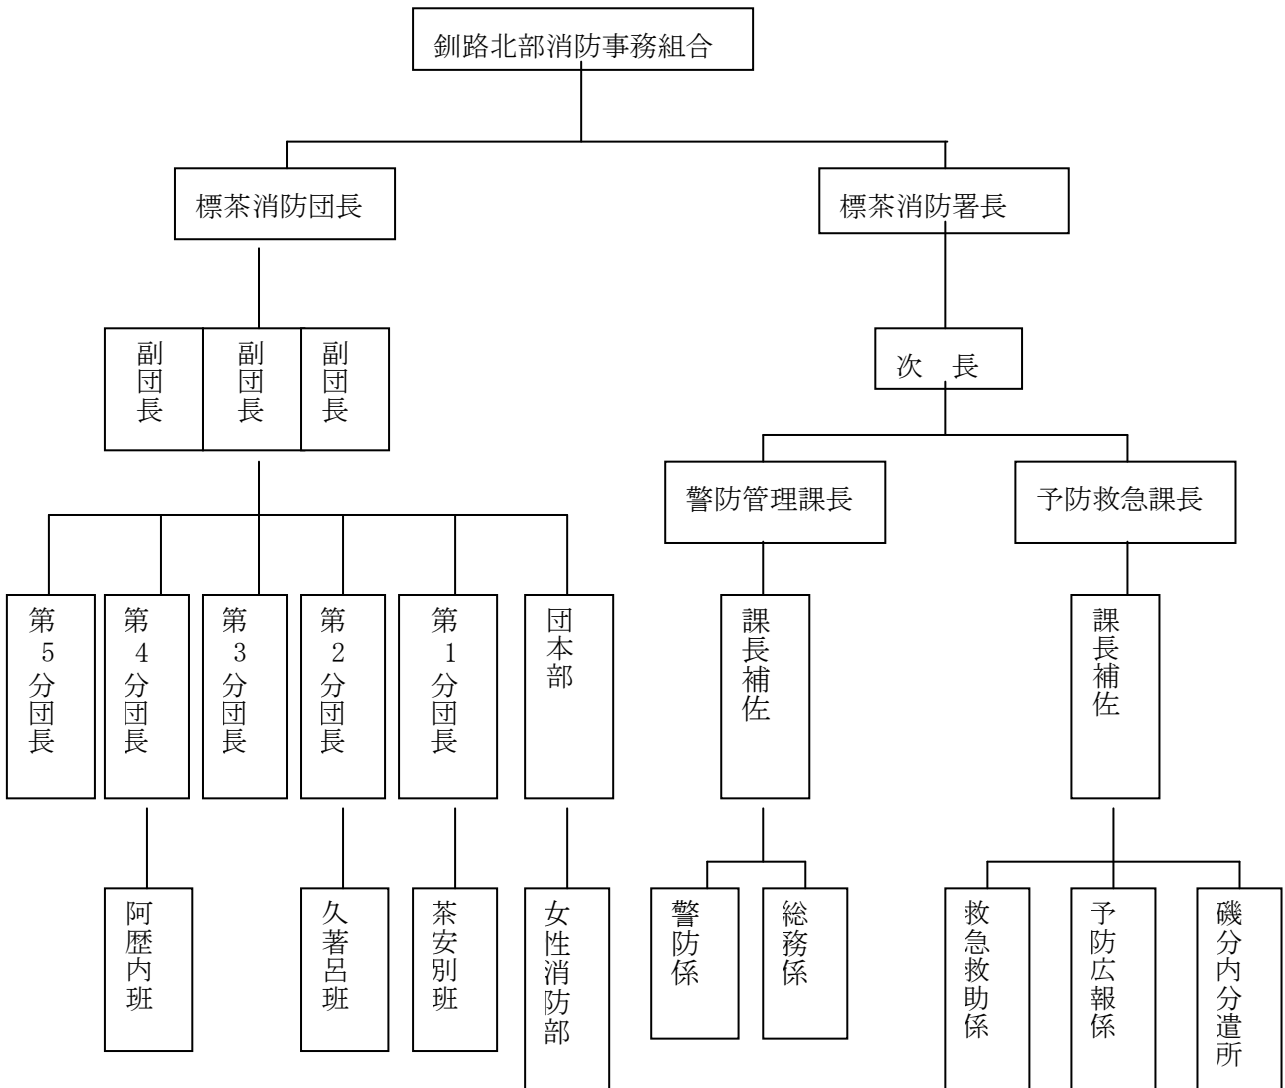 釧路北部消防事務組合
標茶消防団長
標茶消防署長
副団長
副団長
副団長
次　長
警防管理課長
予防救急課長
第5分団長
第4分団長
第3分団長
第2分団長
第1分団長
団本部
課長補佐
課長補佐
阿歴内班
久著呂班
茶安別班
女性消防部
警防係
総務係
救急救助係
予防広報係
磯分内分遣所